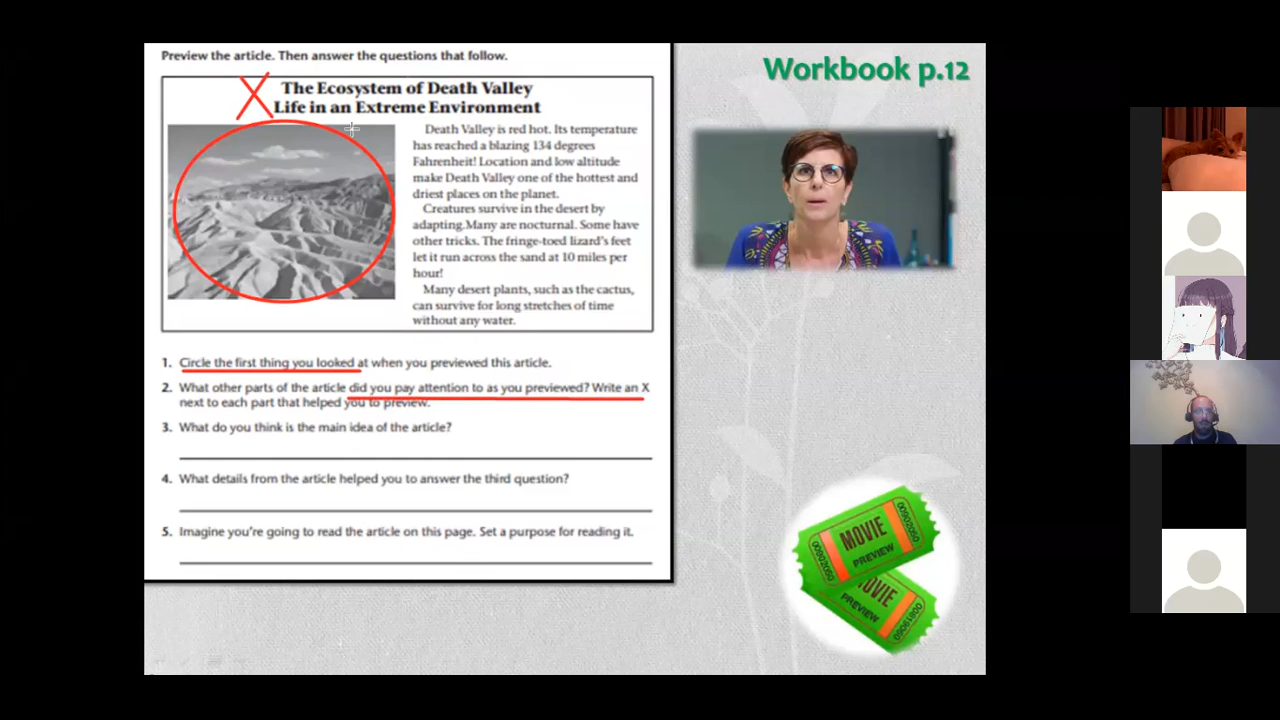 Preview the article. Then answer the questions that follow.
The Ecosystem of Death Valley
Life in an Extreme Environment
Death Valley is red hot. Its temperature
has reached a blazing 134 degrees
Fahrenheit! Location and low altitude
make Death Valley one of the hottest and
driest places on the planet.
Creatures survive in the desert by
adapting.Many are nocturnal. Some have
other tricks. The fringe-toed lizard's feet
let it run across the sand at 10 miles per
hour!
Many desert plants, such as the cactus,
can survive for long stretches of time
without any water.
1. Circle the first thing you looked at when you previewed this article.
2. What other parts of the article did you pay attention to as you previewed? Write an X
next to each part that helped you to preview.
3. What do you think is the main idea of the article?
4. What details from the article helped you to answer the third question?
5. Imagine you're going to read the article on this page. Set a purpose for reading it.
Workbook p.12
MOVIE
PREVIEW
00902050
00902050
MOVIE
PREVIEW